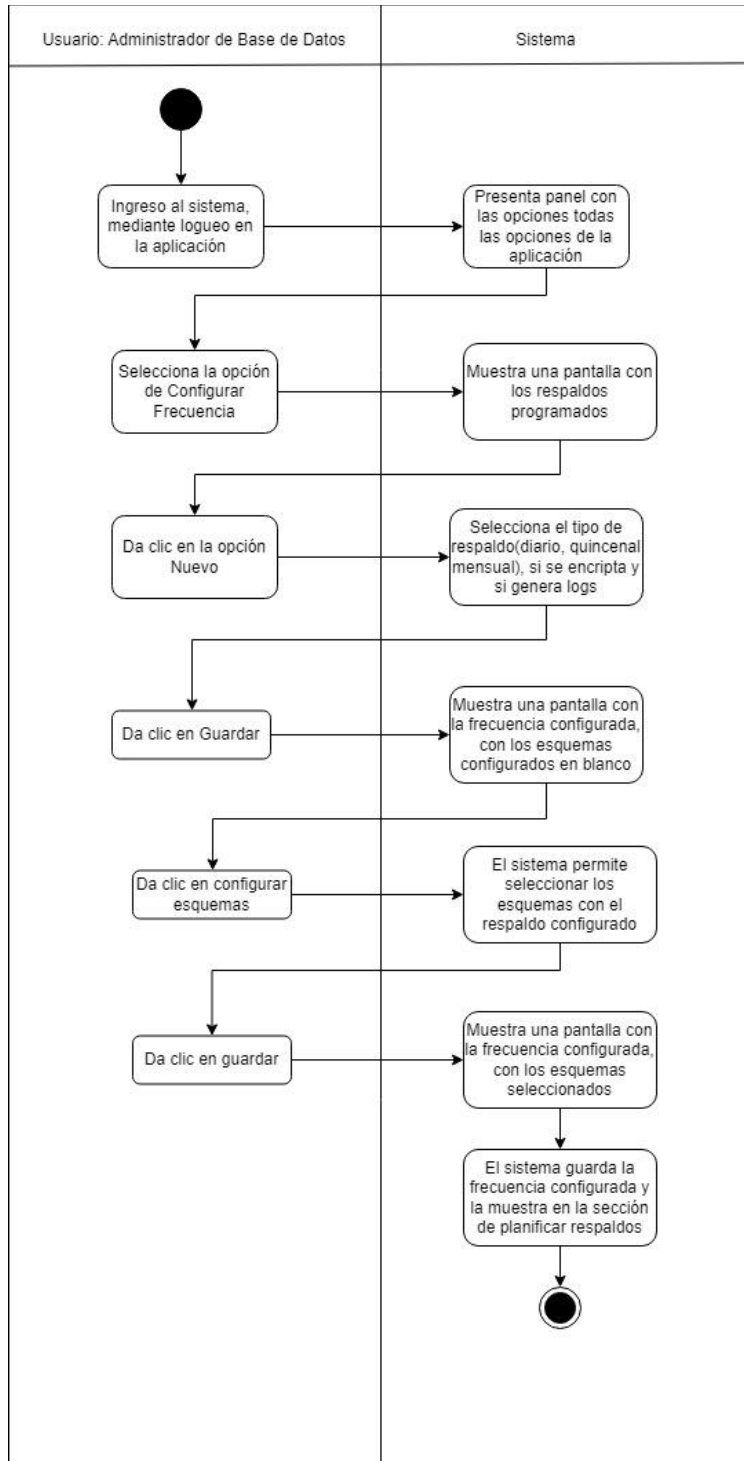 Usuario: Administrador de Base de Datos
Sistema
Ingreso al sistema,
mediante logueo en
la aplicación
Presenta panel con
las opciones todas
las opciones de la
aplicación
Selecciona la opción
de Configurar
Frecuencia
Muestra una pantalla con
los respaldos
programados
Da clic en la opción
Nuevo
Selecciona el tipo de
respaldo(diario, quincenal
mensual), si se encripta y
si genera logs
Da clic en Guardar
Muestra una pantalla con
la frecuencia configurada,
con los esquemas
configurados en blanco
Da clic en configurar
esquemas
El sistema permite
seleccionar los
esquemas con el
respaldo configurado
Da clic en guardar
Muestra una pantalla con
la frecuencia configurada,
con los esquemas
seleccionados
El sistema guarda la
frecuencia configurada y
la muestra en la sección
de planificar respaldos